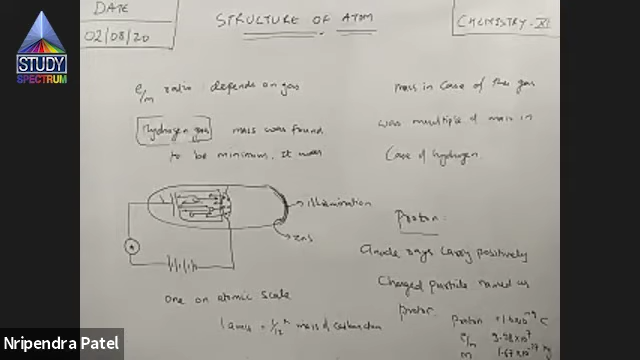 DATE
02/08/20
STRUCTURE OF ATOM
CHEMISTRY-XI
STUDY
SPECTRUM
e/m ratio depends on gas
Hydrogen gas mass was found
to be minimum. It was
mass in case of the gas
was multiple of mass in
case of hydrogen.
illumination
ZnS
one on atomic scale
1 amu = 1/12 mass of carbon
Proton:
Anode rays carry positively
Charged particle named as
proton
proton
e/m
m
Nripendra Patel